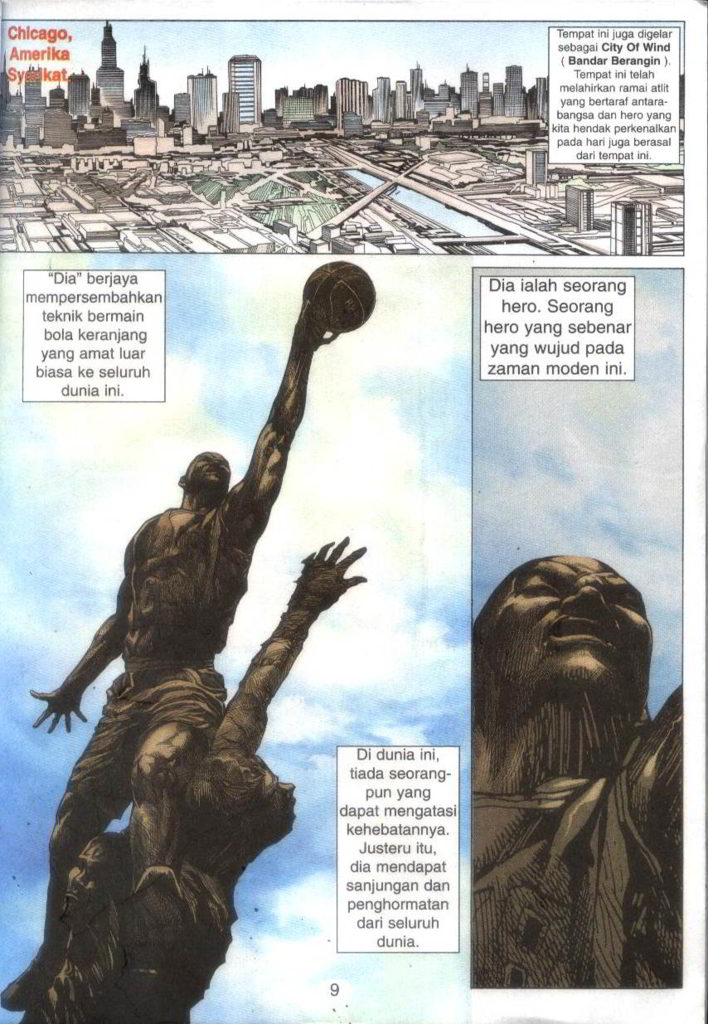 Chicago,
Amerika
Syarikat
Tempat ini juga digelar
sebagai City Of Wind
( Bandar Berangin ).
Tempat ini telah
melahirkan ramai atlit
yang bertaraf antara-
bangsa dan hero yang
kita hendak perkenalkan
pada hari juga berasal
dari tempat ini.
"Dia" berjaya
mempersembahkan
teknik bermain
bola keranjang
yang amat luar
biasa ke seluruh
dunia ini.
Dia ialah seorang
hero. Seorang
hero yang sebenar
yang wujud pada
zaman moden ini.
Di dunia ini,
tiada seorang-
pun yang
dapat mengatasi
kehebatannya.
Justeru itu,
dia mendapat
sanjungan dan
penghormatan
dari seluruh
dunia.
9